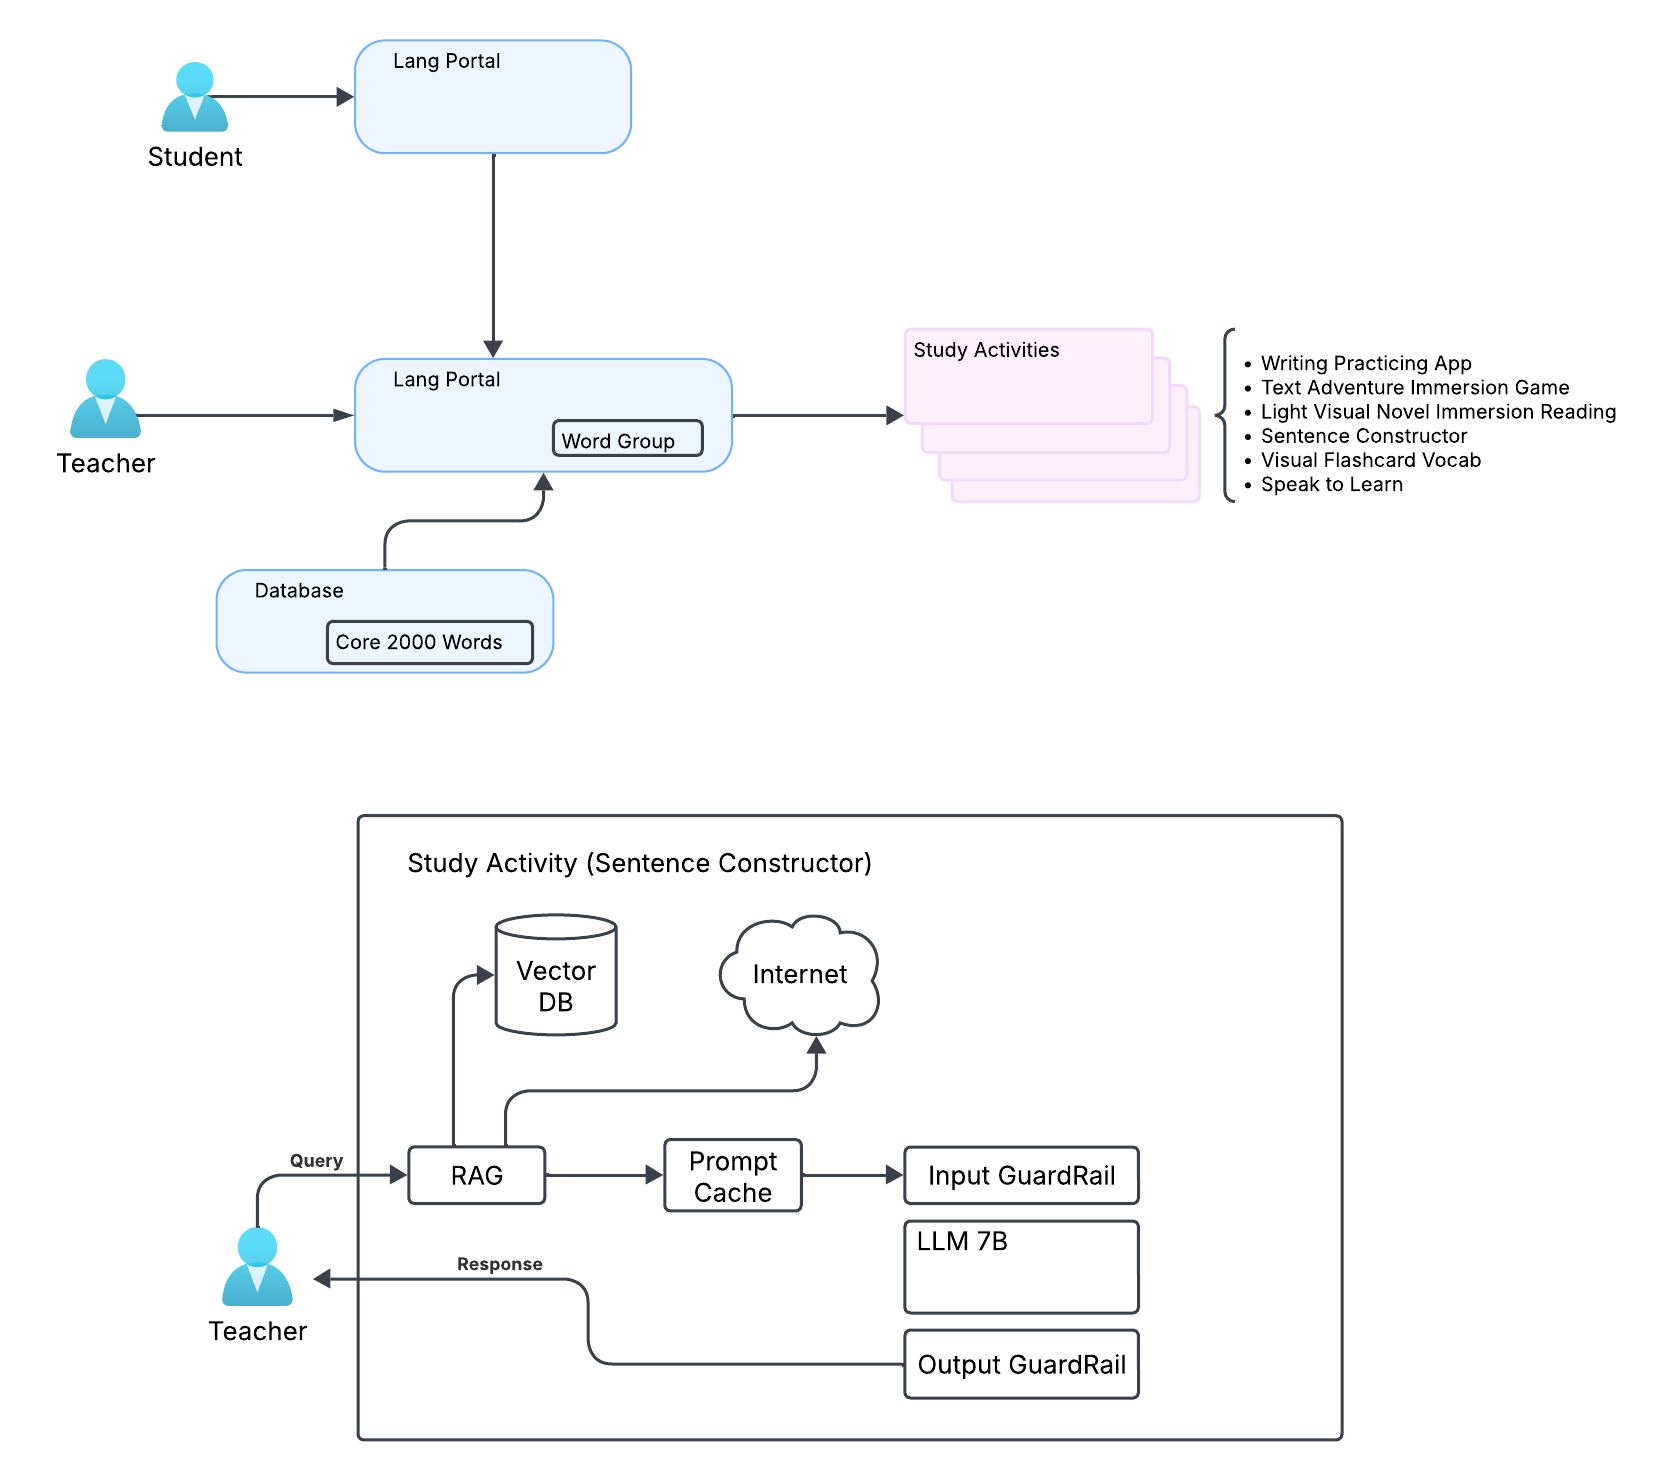 Lang Portal
Student
Lang Portal
Word Group
Teacher
Study Activities
• Writing Practicing App
• Text Adventure Immersion Game
• Light Visual Novel Immersion Reading
• Sentence Constructor
• Visual Flashcard Vocab
• Speak to Learn
Database
Core 2000 Words
Study Activity (Sentence Constructor)
Vector
DB
Internet
Query
RAG
Prompt
Cache
Input GuardRail
LLM 7B
Response
Teacher
Output GuardRail